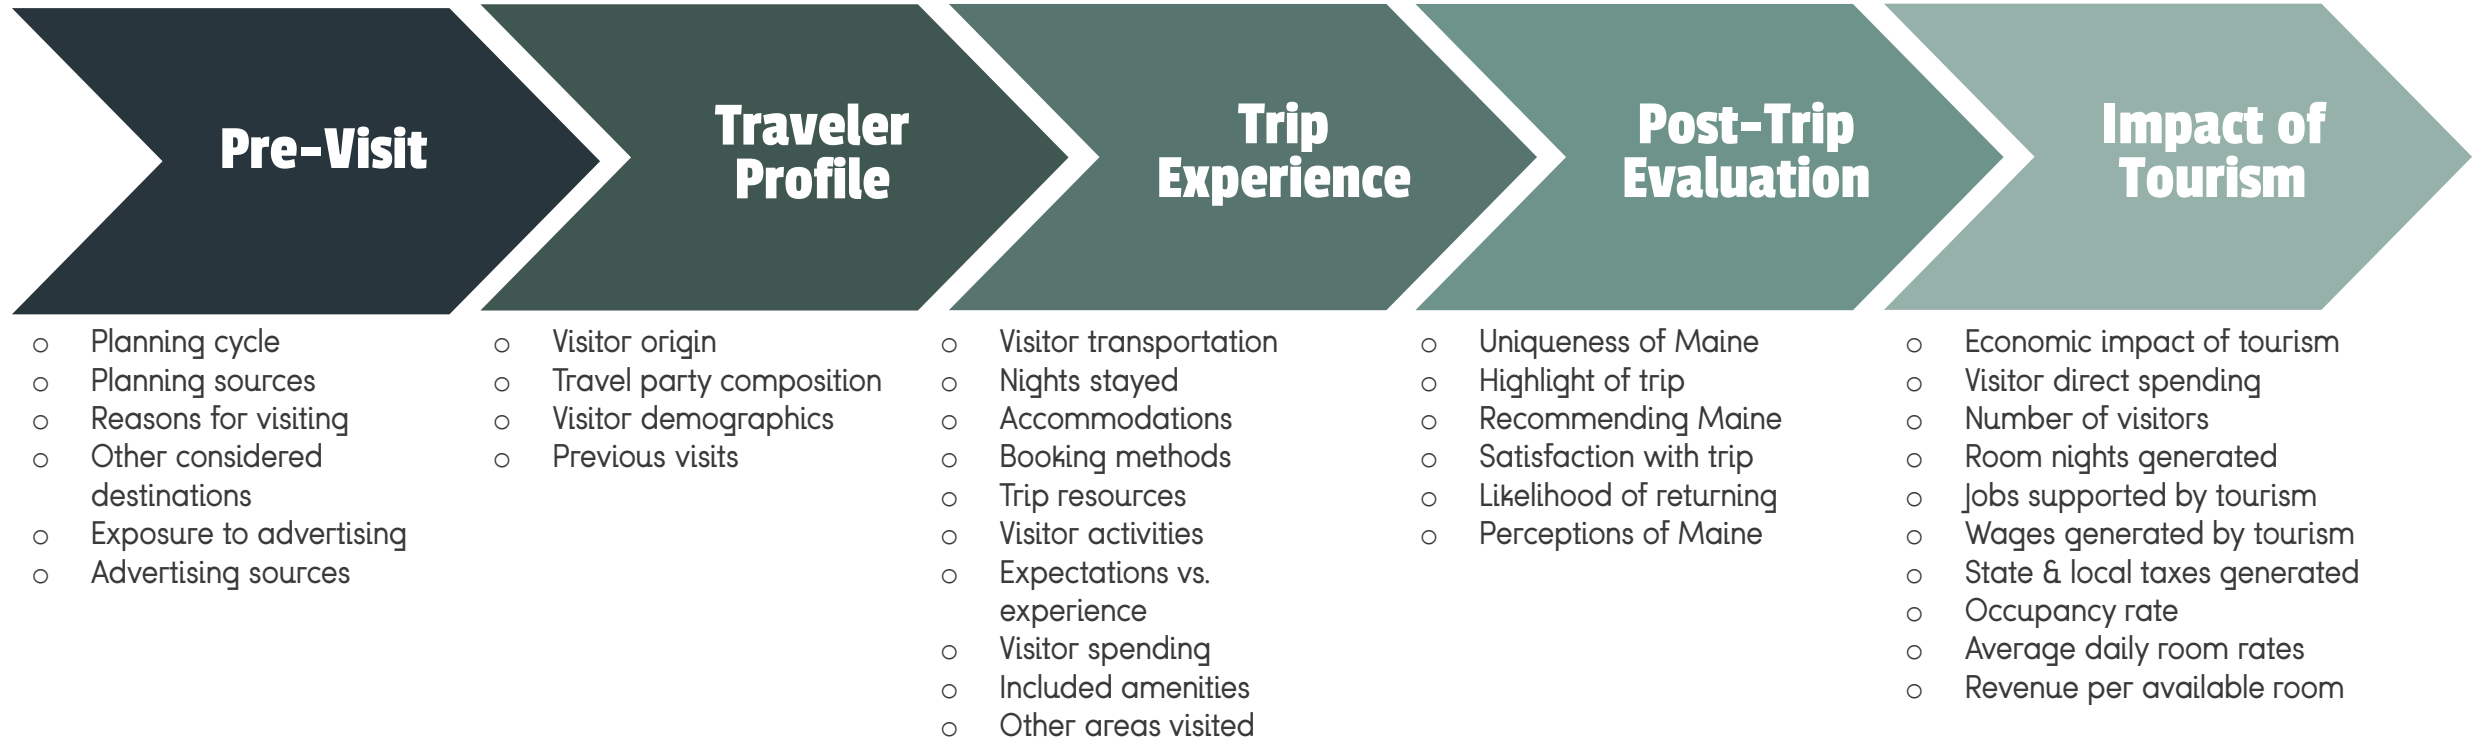 Pre-Visit
○ Planning cycle
○ Planning sources
○ Reasons for visiting
○ Other considered
destinations
○ Exposure to advertising
○ Advertising sources
Traveler
Profile
○ Visitor origin
○ Travel party composition
○ Visitor demographics
○ Previous visits
Trip
Experience
○ Visitor transportation
○ Nights stayed
○ Accommodations
○ Booking methods
○ Trip resources
○ Visitor activities
○ Expectations vs.
experience
○ Visitor spending
○ Included amenities
○ Other areas visited
Post-Trip
Evaluation
○ Uniqueness of Maine
○ Highlight of trip
○ Recommending Maine
○ Satisfaction with trip
○ Likelihood of returning
○ Perceptions of Maine
Impact of
Tourism
○ Economic impact of tourism
○ Visitor direct spending
○ Number of visitors
○ Room nights generated
○ Jobs supported by tourism
○ Wages generated by tourism
○ State & local taxes generated
○ Occupancy rate
○ Average daily room rates
○ Revenue per available room